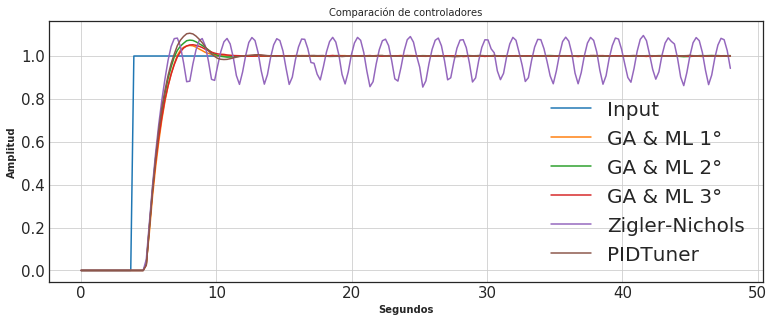 Comparación de controladores
Amplitud
1.0
0.8
0.6
0.4
0.2
0.0
Input
GA & ML 1°
GA & ML 2°
GA & ML 3°
Zigler-Nichols
PIDTuner
0 10 20 30 40 50
Segundos